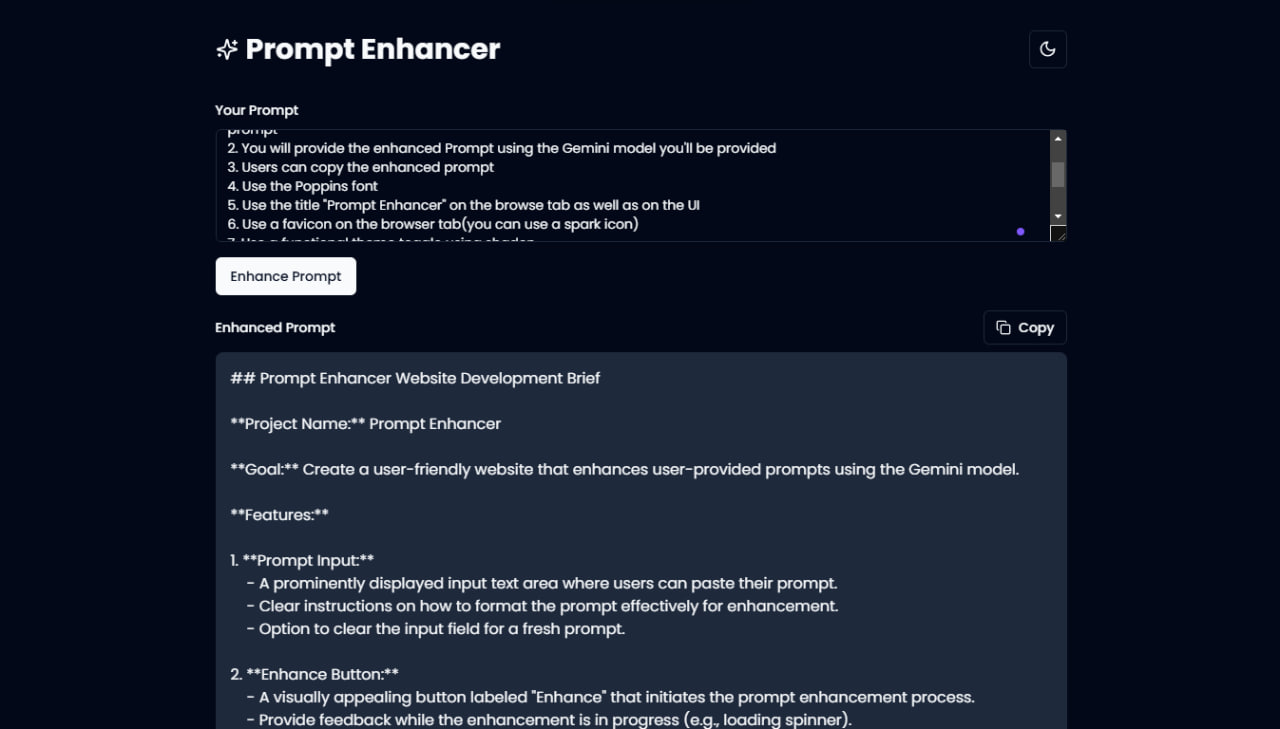 Prompt Enhancer
Your Prompt
prompt
2. You will provide the enhanced Prompt using the Gemini model you'll be provided
3. Users can copy the enhanced prompt
4. Use the Poppins font
5. Use the title "Prompt Enhancer" on the browse tab as well as on the UI
6. Use a favicon on the browser tab(you can use a spark icon)
7. Use a functional theme toggle using shadcn
Enhance Prompt
Enhanced Prompt
Copy
## Prompt Enhancer Website Development Brief
**Project Name:** Prompt Enhancer
**Goal:** Create a user-friendly website that enhances user-provided prompts using the Gemini model.
**Features:**
1. **Prompt Input:**
- A prominently displayed input text area where users can paste their prompt.
- Clear instructions on how to format the prompt effectively for enhancement.
- Option to clear the input field for a fresh prompt.
2. **Enhance Button:**
- A visually appealing button labeled "Enhance" that initiates the prompt enhancement process.
- Provide feedback while the enhancement is in progress (e.g., loading spinner).